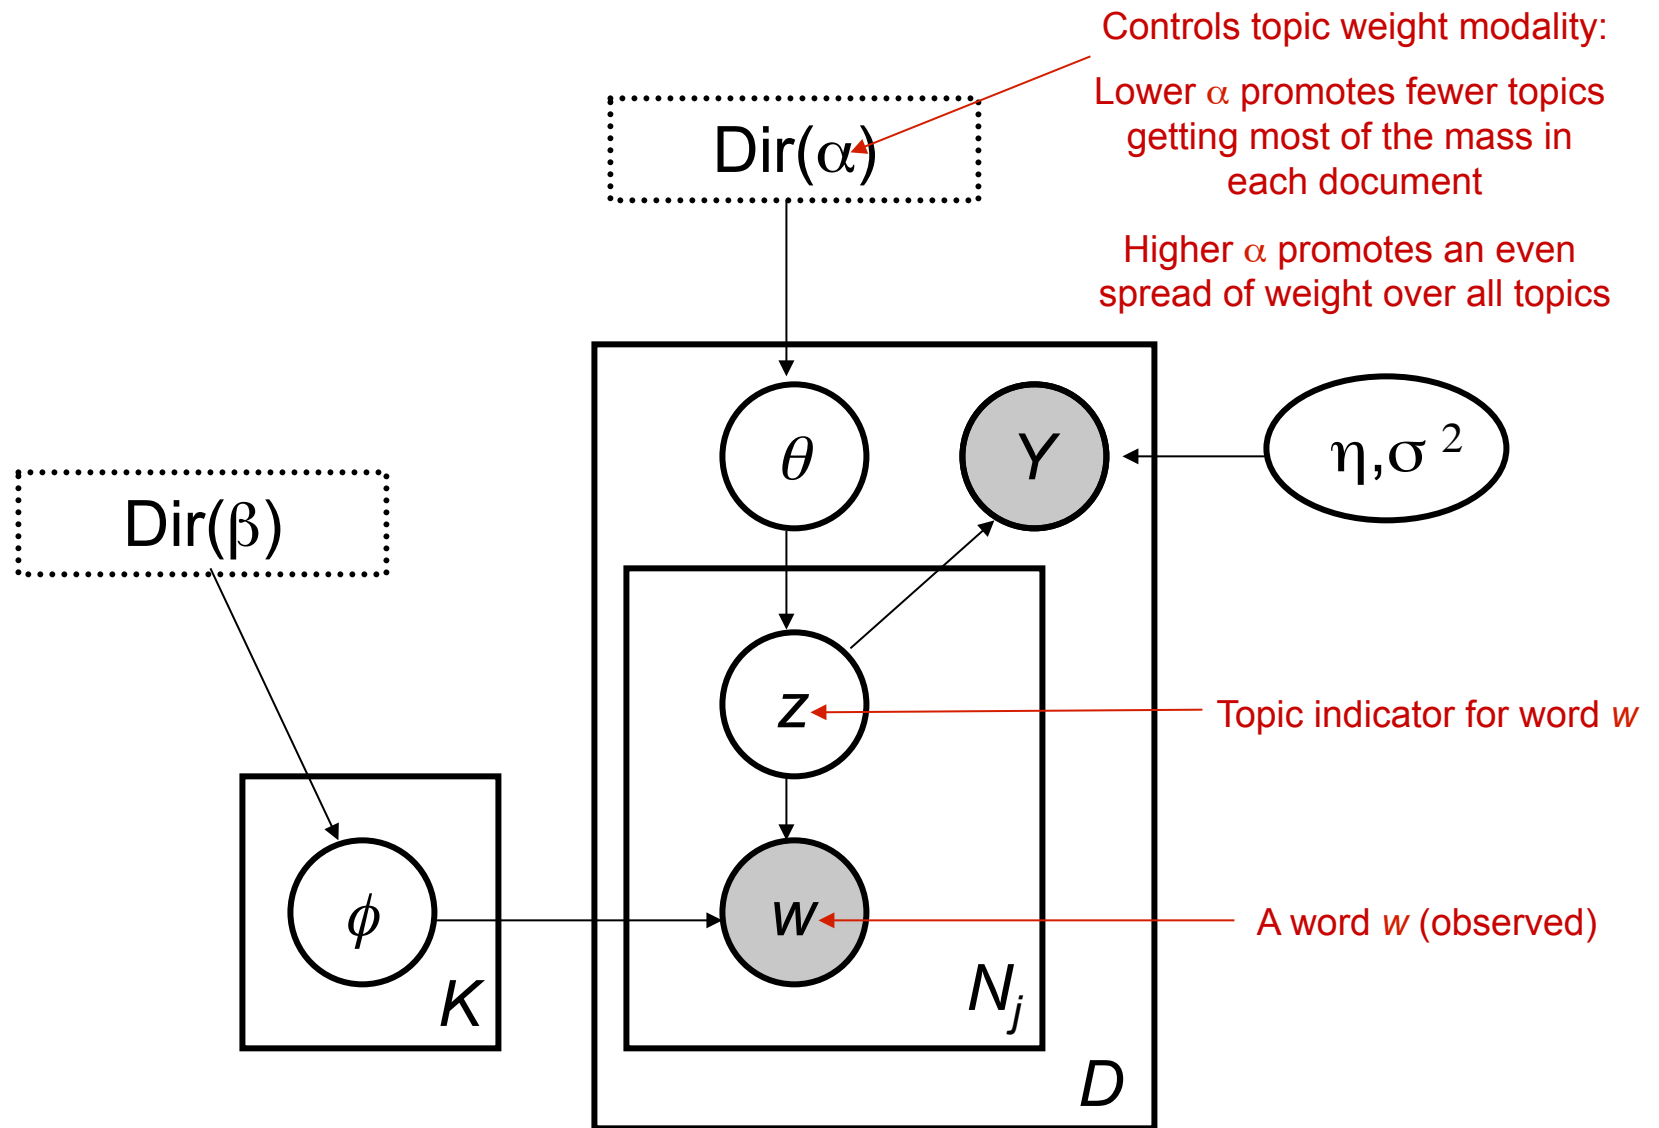 Controls topic weight modality:
Lower α promotes fewer topics
getting most of the mass in
each document
Higher α promotes an even
spread of weight over all topics
Dir(α)
θ
Y
η,σ ²
Dir(β)
z
Topic indicator for word w
ϕ
w
A word w (observed)
K
Nⱼ
D